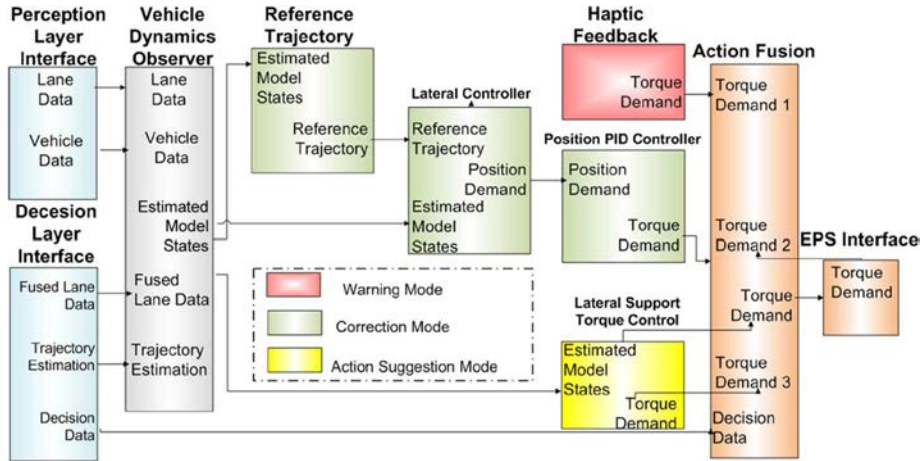 Perception
Layer
Interface
Lane
Data
Vehicle
Data
Decesion
Layer
Interface
Fused Lane
Data
Trajectory
Estimation
Decision
Data
Vehicle
Dynamics
Observer
Lane
Data
Vehicle
Data
Estimated
Model
States
Fused
Lane Data
Trajectory
Estimation
Reference
Trajectory
Estimated
Model
States
Reference
Trajectory
Lateral Controller
Reference
Trajectory
Position
Demand
Estimated
Model
States
Warning Mode
Correction Mode
Action Suggestion Mode
Haptic
Feedback
Torque
Demand
Position PID Controller
Position
Demand
Torque
Demand
Lateral Support
Torque Control
Estimated
Model
States
Torque
Demand
Action Fusion
Torque
Demand 1
Torque
Demand 2
Torque
Demand
Torque
Demand 3
Decision
Data
EPS Interface
Torque
Demand